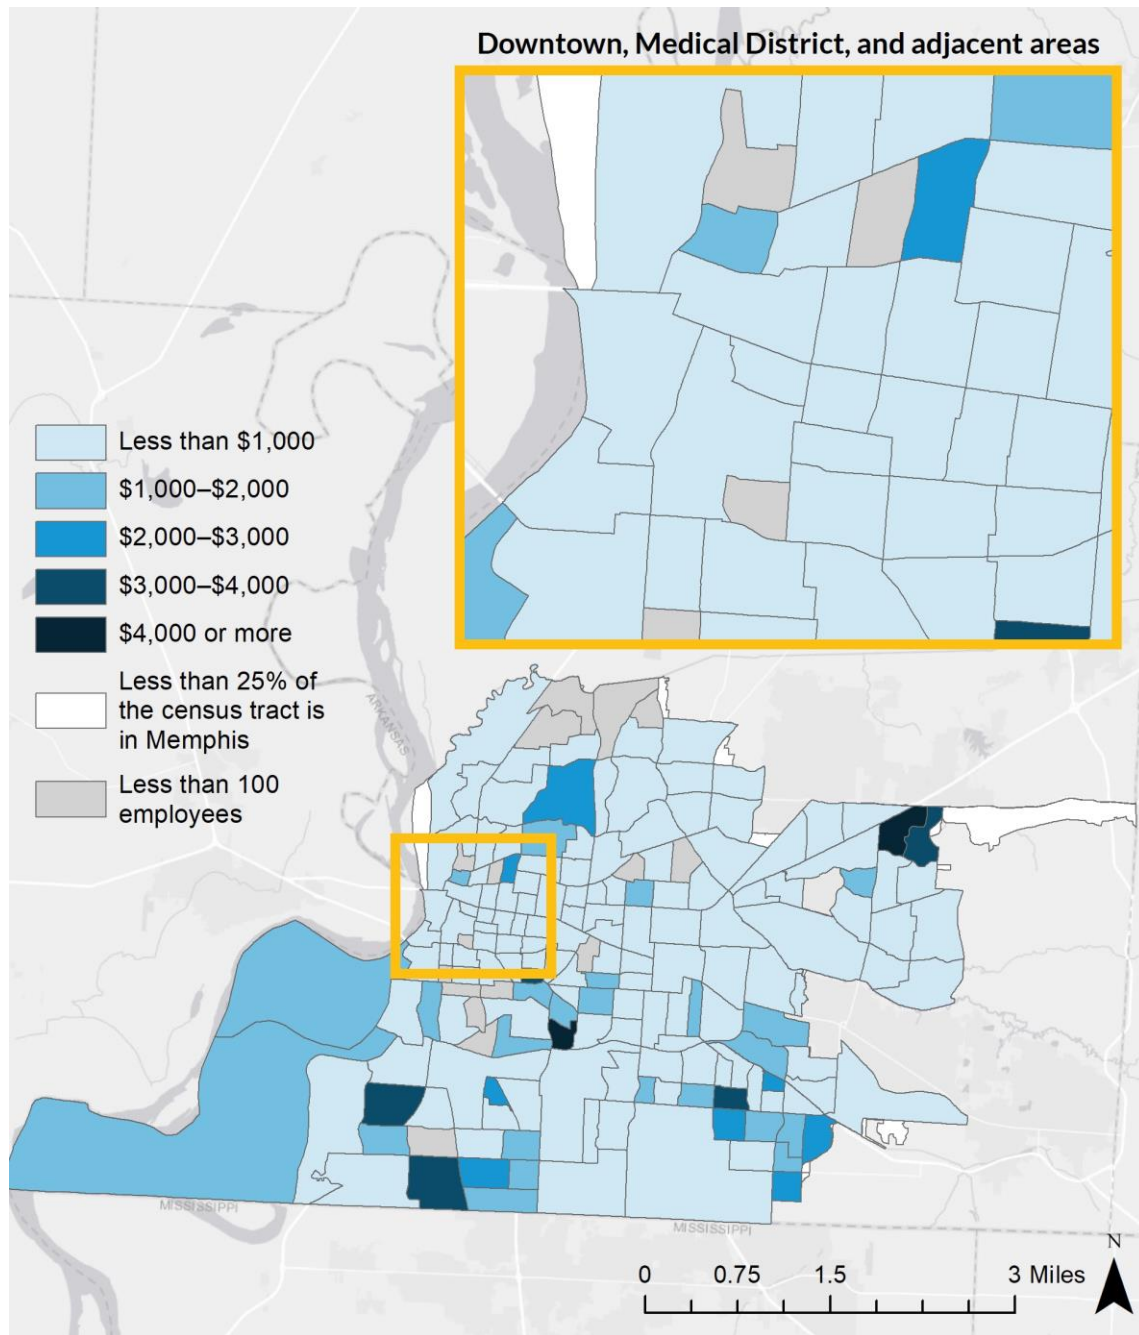 Downtown, Medical District, and adjacent areas
Less than $1,000
$1,000–$2,000
$2,000–$3,000
$3,000–$4,000
$4,000 or more
Less than 25% of
the census tract is
in Memphis
Less than 100
employees
ARKANSAS
MISSISSIPPI
MISSISSIPPI
N
0 0.75 1.5 3 Miles